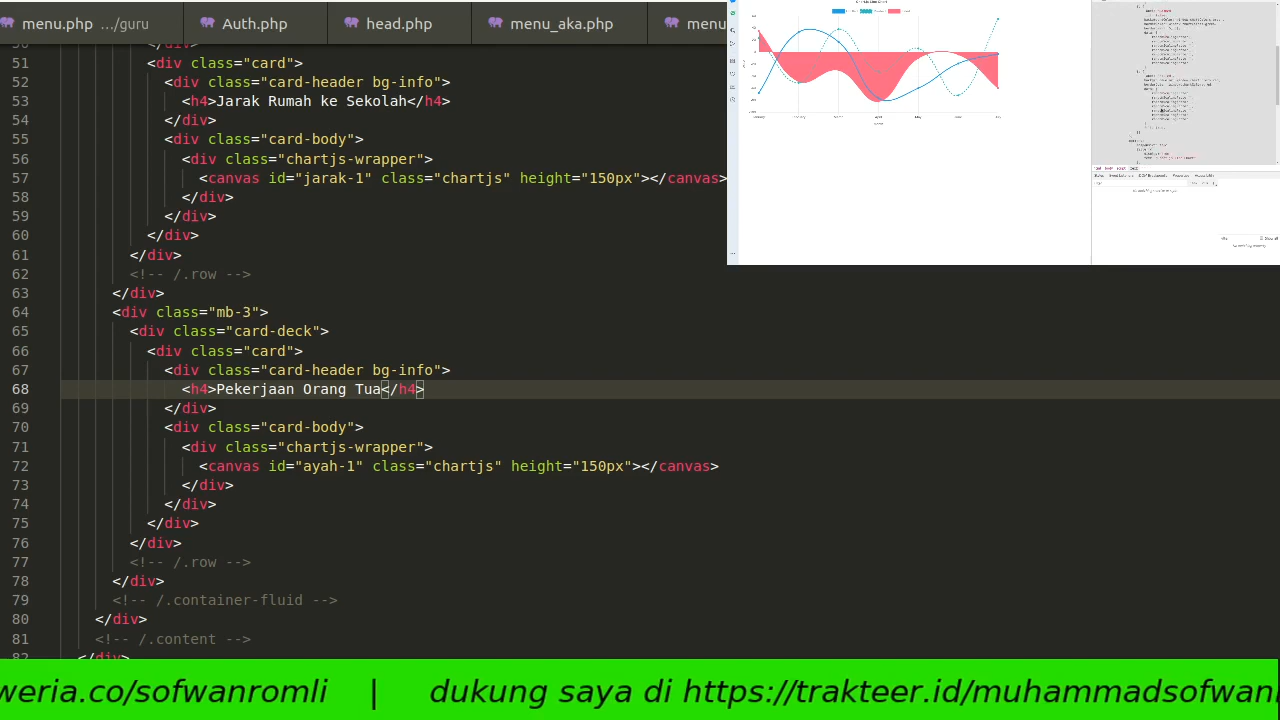 menu.php .../guru Auth.php head.php menu_aka.php menu
51 <div class="card">
52 <div class="card-header bg-info">
53 <h4>Jarak Rumah ke Sekolah</h4>
54 </div>
55 <div class="card-body">
56 <div class="chartjs-wrapper">
57 <canvas id="jarak-1" class="chartjs" height="150px"></canvas>
58 </div>
59 </div>
60 </div>
61 </div>
62 <!-- /.row -->
63 </div>
64 <div class="mb-3">
65 <div class="card-deck">
66 <div class="card">
67 <div class="card-header bg-info">
68 <h4>Pekerjaan Orang Tua</h4>
69 </div>
70 <div class="card-body">
71 <div class="chartjs-wrapper">
72 <canvas id="ayah-1" class="chartjs" height="150px"></canvas>
73 </div>
74 </div>
75 </div>
76 </div>
77 <!-- /.row -->
78 </div>
79 <!-- /.container-fluid -->
80 </div>
81 <!-- /.content -->
82 </div>
weria.co/sofwanromli | dukung saya di https://trakteer.id/muhammadsofwan